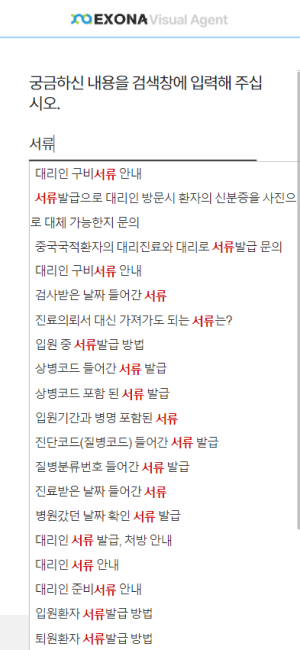 EXONA Visual Agent
궁금하신 내용을 검색창에 입력해 주십
시오.
서류
대리인 구비서류 안내
서류발급으로 대리인 방문시 환자의 신분증을 사진으
로 대체 가능한지 문의
중국국적환자의 대리진료와 대리로 서류발급 문의
대리인 구비서류 안내
검사받은 날짜 들어간 서류
진료의뢰서 대신 가져가도 되는 서류는?
입원 중 서류발급 방법
상병코드 들어간 서류 발급
상병코드 포함 된 서류 발급
입원기간과 병명 포함된 서류
진단코드(질병코드) 들어간 서류 발급
질병분류번호 들어간 서류 발급
진료받은 날짜 들어간 서류
병원갔던 날짜 확인 서류 발급
대리인 서류 발급, 처방 안내
대리인 서류 안내
대리인 준비서류 안내
입원환자 서류발급 방법
퇴원환자 서류발급 방법